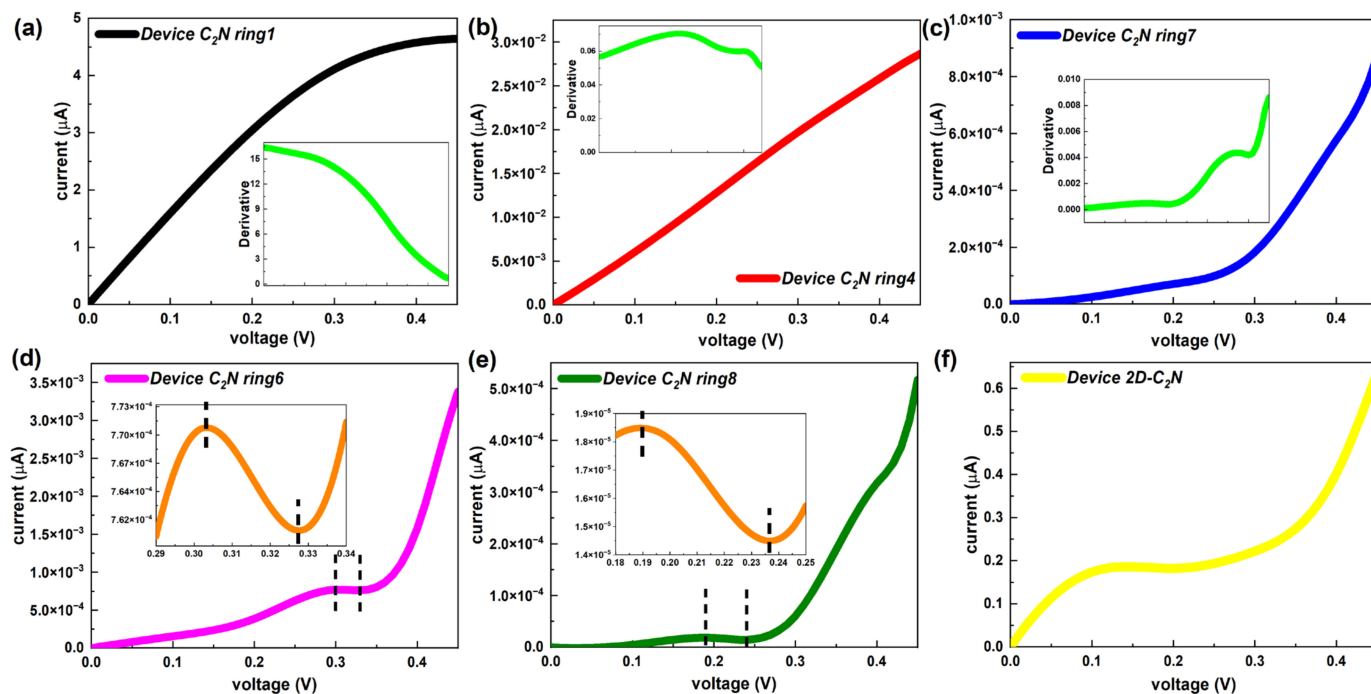 (a)
Device C₂N ring1
current (μA)
5
4
3
2
1
0
0.0 0.1 0.2 0.3 0.4
voltage (V)
Derivative
15
12
9
6
3
0
(b)
Device C₂N ring4
current (μA)
3.0×10⁻²
2.5×10⁻²
2.0×10⁻²
1.5×10⁻²
1.0×10⁻²
5.0×10⁻³
0.0
0.0 0.1 0.2 0.3 0.4
voltage (V)
Derivative
0.06
0.04
0.02
0.00
(c)
Device C₂N ring7
current (μA)
1.0×10⁻³
8.0×10⁻⁴
6.0×10⁻⁴
4.0×10⁻⁴
2.0×10⁻⁴
0.0
0.0 0.1 0.2 0.3 0.4
voltage (V)
Derivative
0.010
0.008
0.006
0.004
0.002
0.000
(d)
Device C₂N ring6
current (μA)
3.5×10⁻³
3.0×10⁻³
2.5×10⁻³
2.0×10⁻³
1.5×10⁻³
1.0×10⁻³
5.0×10⁻⁴
0.0
0.0 0.1 0.2 0.3 0.4
voltage (V)
7.73×10⁻⁴
7.70×10⁻⁴
7.67×10⁻⁴
7.64×10⁻⁴
7.62×10⁻⁴
0.29 0.30 0.31 0.32 0.33 0.34
(e)
Device C₂N ring8
current (μA)
5.0×10⁻⁴
4.0×10⁻⁴
3.0×10⁻⁴
2.0×10⁻⁴
1.0×10⁻⁴
0.0
0.0 0.1 0.2 0.3 0.4
voltage (V)
1.9×10⁻⁵
1.8×10⁻⁵
1.7×10⁻⁵
1.6×10⁻⁵
1.5×10⁻⁵
1.4×10⁻⁵
0.18 0.19 0.20 0.21 0.22 0.23 0.24 0.25
(f)
Device 2D-C₂N
current (μA)
0.6
0.5
0.4
0.3
0.2
0.1
0.0
0.0 0.1 0.2 0.3 0.4
voltage (V)